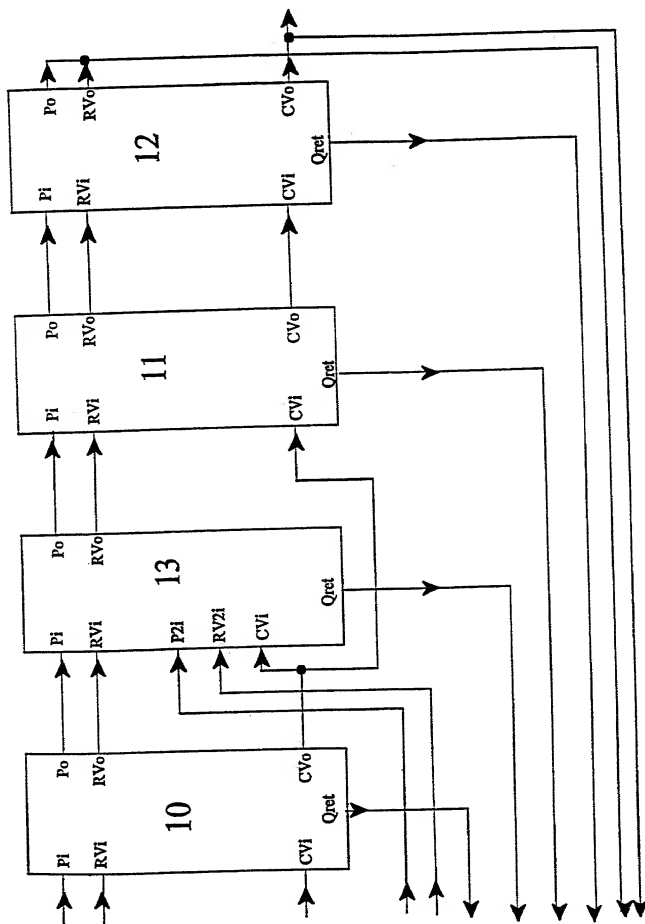 Po
RVo
CVo
12
Qret
Pi
RVi
CVi
Po
RVo
CVo
11
Qret
Pi
RVi
CVi
Po
RVo
13
Qret
Pi
RVi
P2i
RV2i
CVi
Po
RVo
CVo
10
Qret
Pi
RVi
CVi